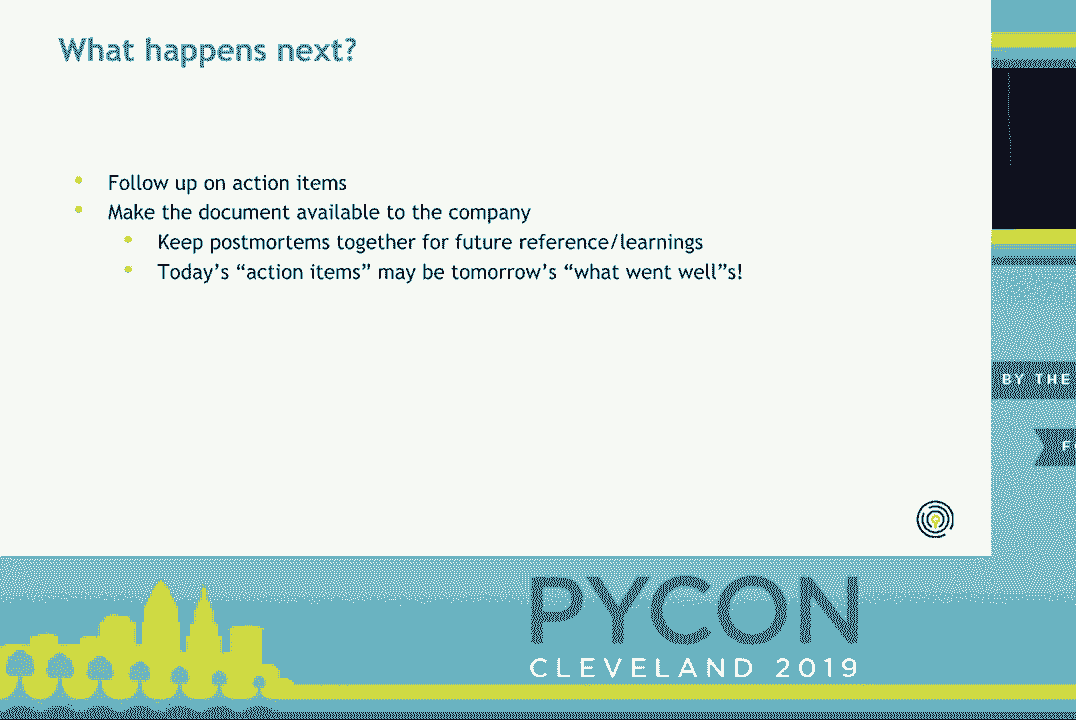 What happens next?
Follow up on action items
Make the document available to the company
Keep postmortems together for future reference/learnings
Today’s “action items” may be tomorrow’s “what went well”s!
BY THE
PYCON
CLEVELAND 2019